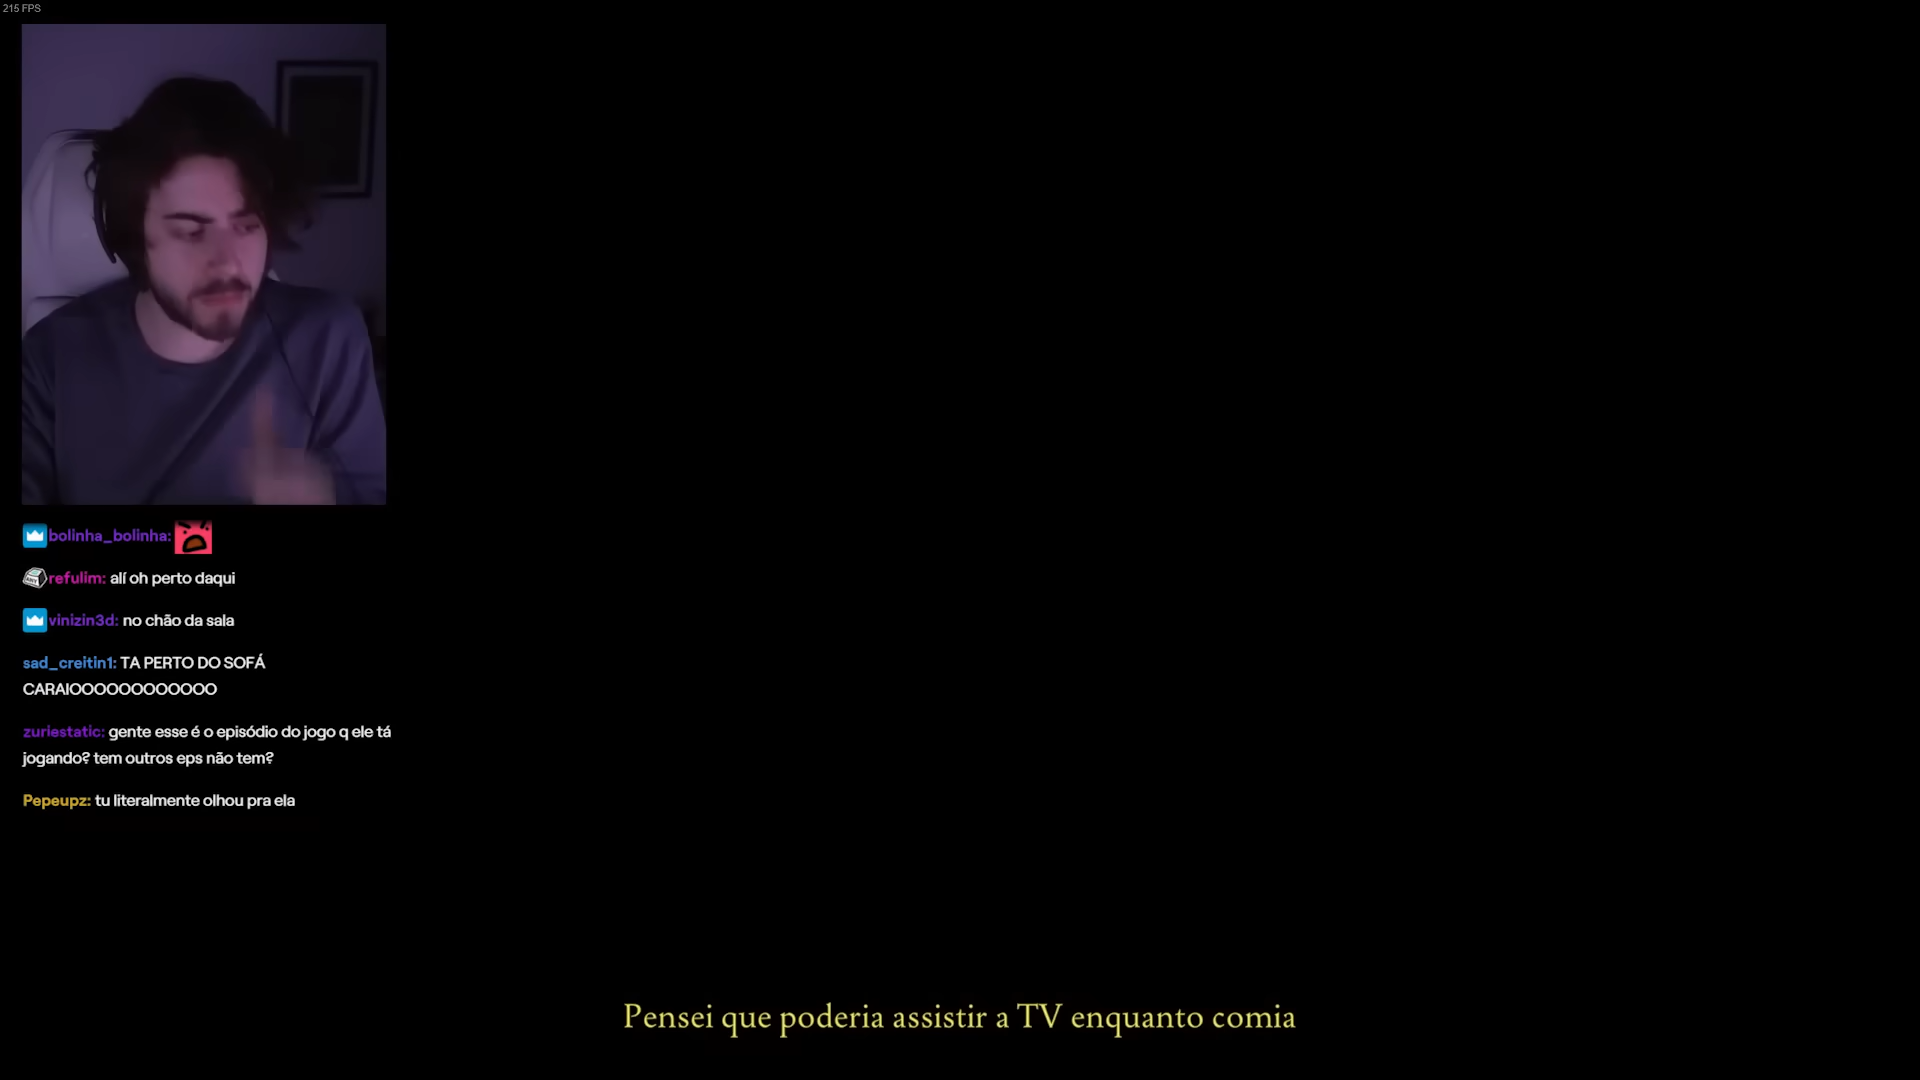 215 FPS
bolinha_bolinha:
refulim: alí oh perto daqui
vinizin3d: no chão da sala
sad_creitin1: TA PERTO DO SOFÁ
CARAIOOOOOOOOOOOO
zuriestatic: gente esse é o episódio do jogo q ele tá
jogando? tem outros eps não tem?
Pepeupz: tu literalmente olhou pra ela
Pensei que poderia assistir a TV enquanto comia